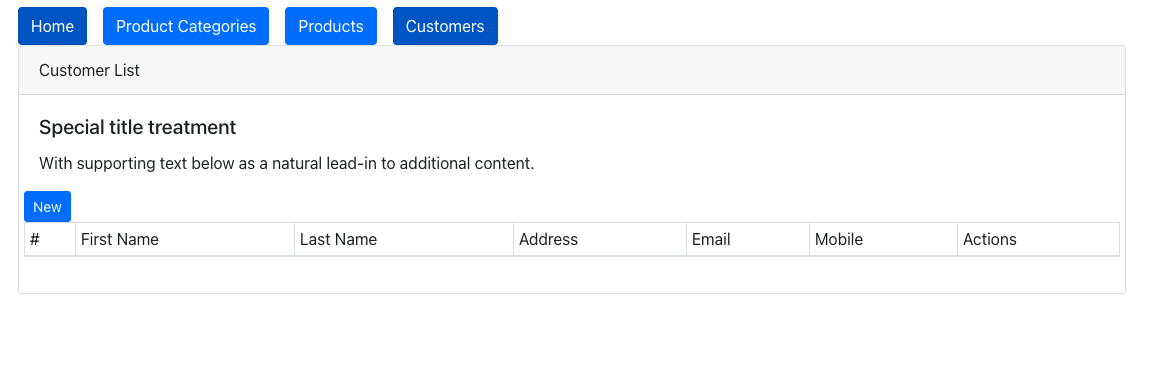 Home Product Categories Products Customers
Customer List
Special title treatment
With supporting text below as a natural lead-in to additional content.
New
# First Name Last Name Address Email Mobile Actions